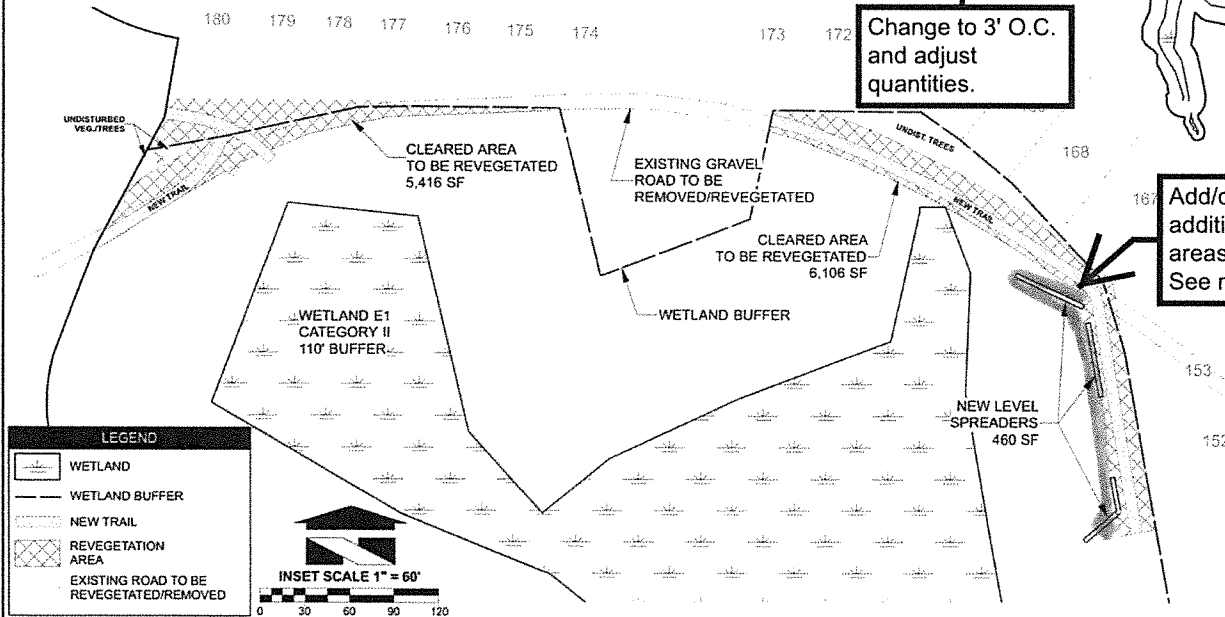 180 179 178 177 176 175 174 173 172
Change to 3' O.C.
and adjust
quantities.
UNDISTURBED
VEG./TREES
CLEARED AREA
TO BE REVEGETATED
5,416 SF
EXISTING GRAVEL
ROAD TO BE
REMOVED/REVEGETATED
UNDIST. TREES
168
167
NEW TRAIL
NEW TRAIL
CLEARED AREA
TO BE REVEGETATED
6,106 SF
See
WETLAND BUFFER
WETLAND E1
CATEGORY II
110' BUFFER
153
NEW LEVEL
SPREADERS
460 SF
152
LEGEND
WETLAND
WETLAND BUFFER
NEW TRAIL
REVEGETATION
AREA
EXISTING ROAD TO BE
REVEGETATED/REMOVED
INSET SCALE 1" = 60'
0 30 60 90 120